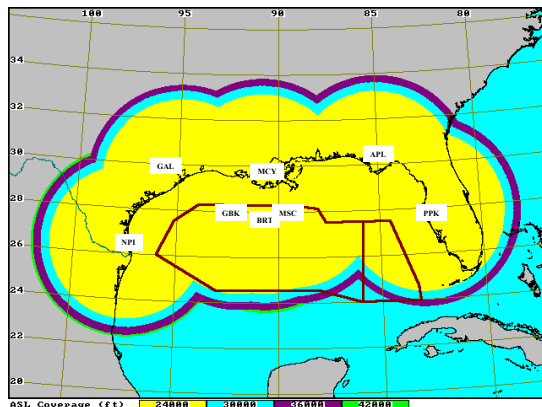 100 95 90 85 80
34
32
30
28
26
24
22
20
GAL
MCY
APL
GBK
BRI
MSC
PPK
NPI
ASL Coverage (ft) 24000 30000 36000 42000